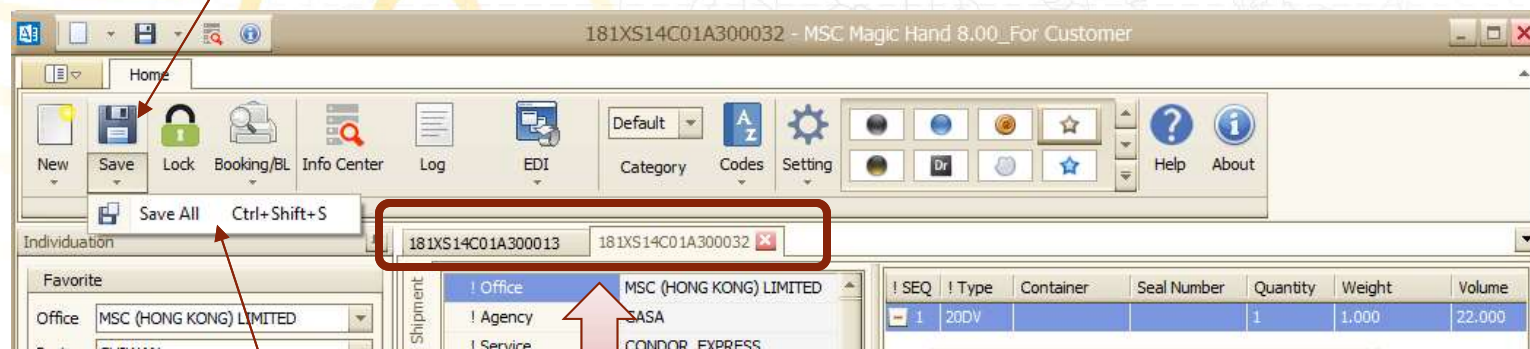 181XS14C01A300032 - MSC Magic Hand 8.00_For Customer
Home
New
Save
Lock
Booking/BL
Info Center
Log
EDI
Default
Category
A
Z
Codes
Setting
Dr
Help
About
Save All Ctrl+Shift+S
Individuation
181XS14C01A300013
181XS14C01A300032
Favorite
Office MSC (HONG KONG) LIMITED
Shipment
! Office MSC (HONG KONG) LIMITED
! Agency
! Service CONDOR EXPRESS
! SEQ ! Type Container Seal Number Quantity Weight Volume
1 20DV 1 1.000 22.000